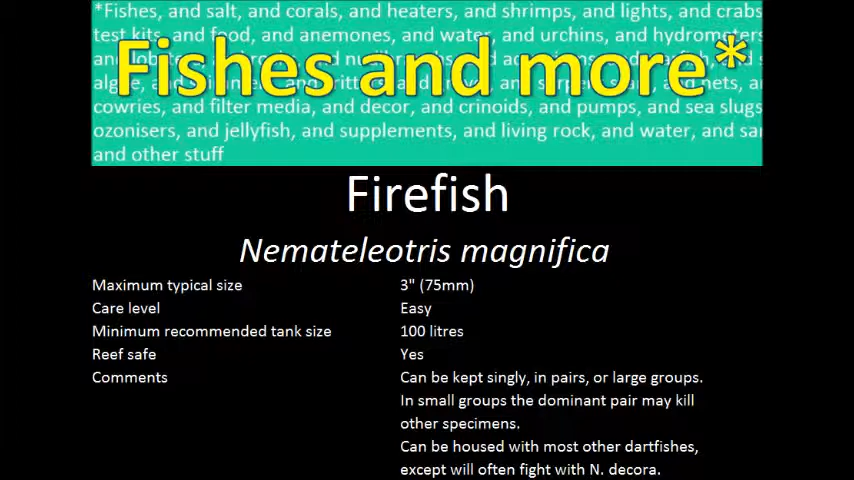 *Fishes, and salt, and corals, and heaters, and shrimps, and lights, and crabs
test kits, and food, and anemones, and water, and urchins, and hydrometers
Fishes and more*
cowries, and filter media, and decor, and crinoids, and pumps, and sea slugs
ozonisers, and jellyfish, and supplements, and living rock, and water, and
and other stuff
Firefish
Nemateleotris magnifica
Maximum typical size 3" (75mm)
Care level Easy
Minimum recommended tank size 100 litres
Reef safe Yes
Comments Can be kept singly, in pairs, or large groups.
In small groups the dominant pair may kill
other specimens.
Can be housed with most other dartfishes,
except will often fight with N. decora.